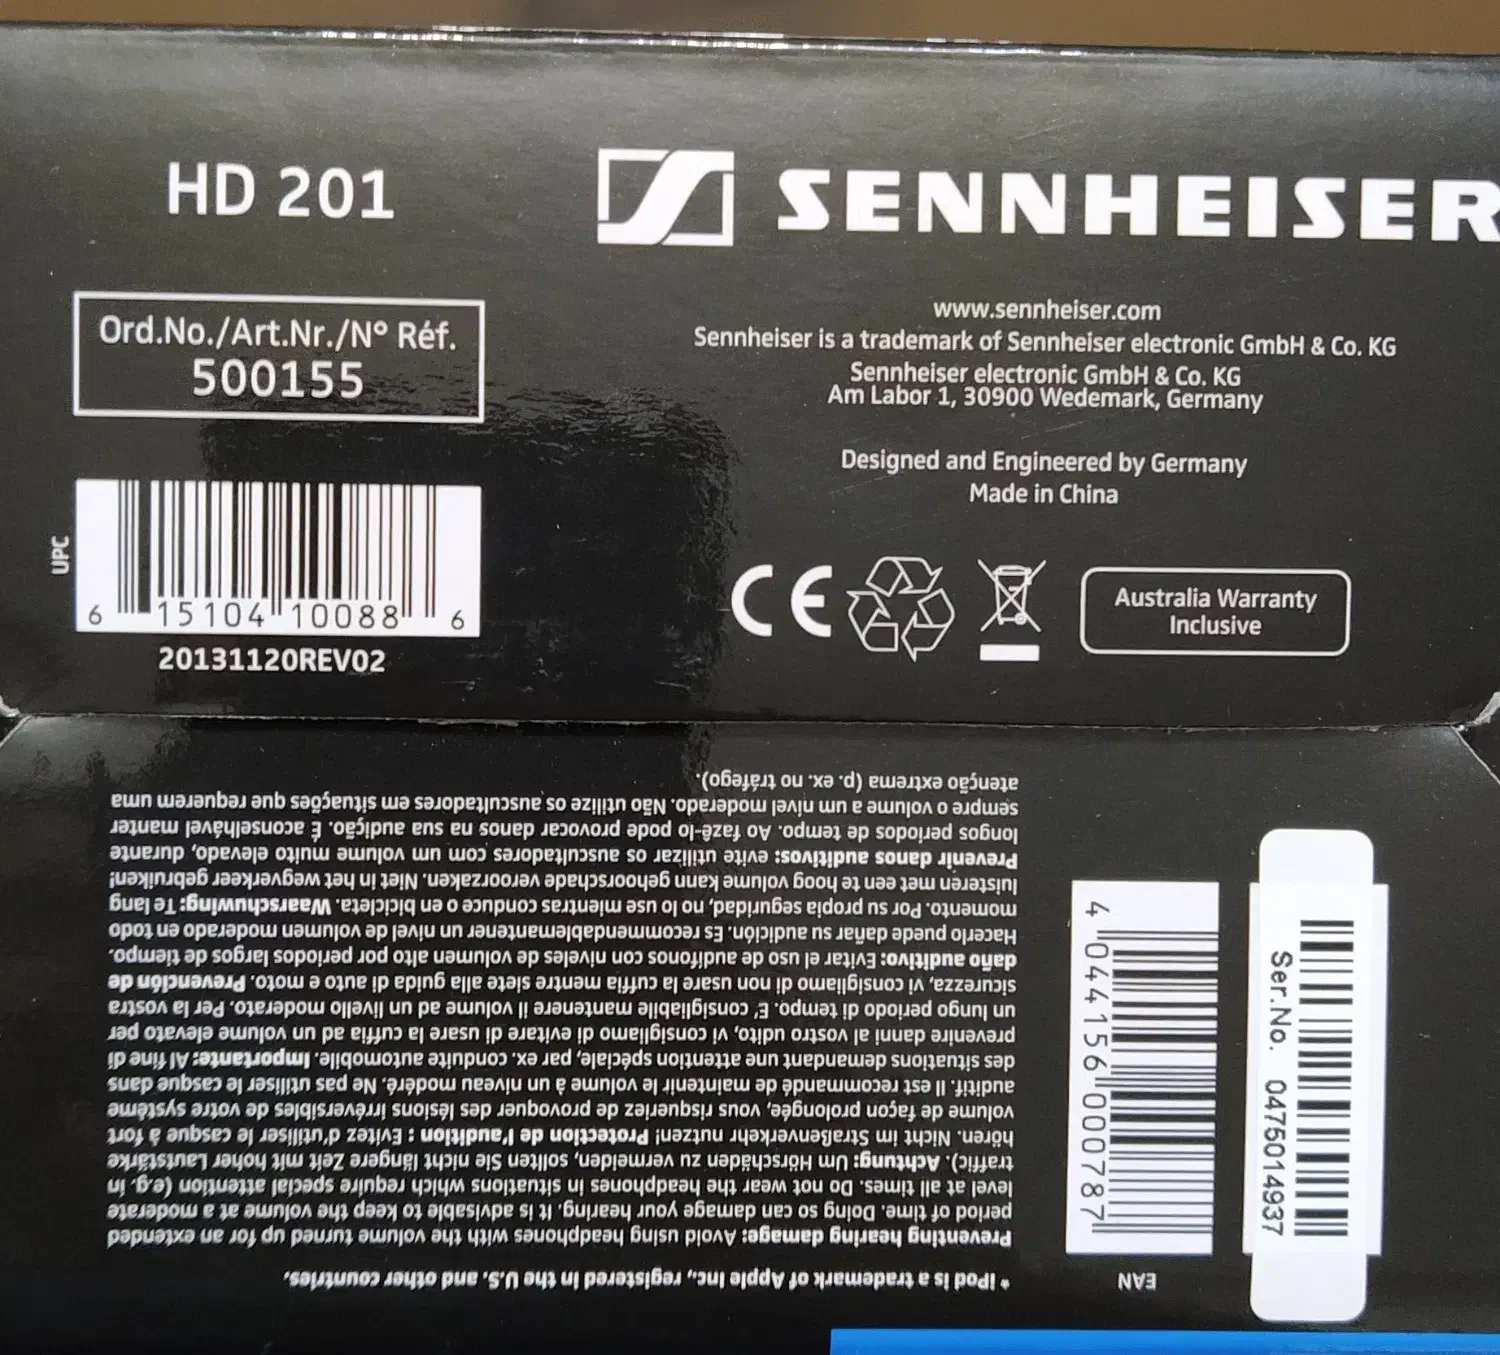 HD 201
SENNHEISER
Ord.No./Art.Nr./N° Réf.
500155
www.sennheiser.com
Sennheiser is a trademark of Sennheiser electronic GmbH & Co. KG
Sennheiser electronic GmbH & Co. KG
Am Labor 1, 30900 Wedemark, Germany
Designed and Engineered by Germany
Made in China
UPC
6 15104 10088 6
20131120REV02
CE
Australia Warranty
Inclusive
* iPod is a trademark of Apple Inc., registered in the U.S. and other countries.
Preventing hearing damage: Avoid using headphones with the volume turned up for an extended
period of time. Doing so can damage your hearing. It is advisable to keep the volume at a moderate
level at all times. Do not wear the headphones in situations which require special attention (e.g. in
traffic). Achtung: Um Hörschäden zu vermeiden, sollten Sie nicht längere Zeit mit hoher Lautstärke
hören. Nicht im Straßenverkehr nutzen! Protection de l'audition : Evitez d'utiliser le casque à fort
volume de façon prolongée, vous risqueriez de provoquer des lésions irréversibles de votre système
auditif. Il est recommandé de maintenir le volume à un niveau modéré. Ne pas utiliser le casque dans
des situations demandant une attention spéciale, par ex. conduite automobile. Importante: Al fine di
prevenire danni al vostro udito, vi consigliamo di evitare di usare la cuffia ad un volume elevato per
un lungo periodo di tempo. E' consigliabile mantenere il volume ad un livello moderato. Per la vostra
sicurezza, vi consigliamo di non usare la cuffia mentre siete alla guida di auto e moto. Prevención de
daño auditivo: Evitar el uso de audífonos con niveles de volumen alto por periodos largos de tiempo.
Hacerlo puede dañar su audición. Es recommendablemantener un nivel de volumen moderado en todo
momento. Por su propia seguridad, no lo use mientras conduce o en bicicleta. Waarschuwing: Te lang
luisteren met een te hoog volume kann gehoorschade veroorzaken. Niet in het wegverkeer gebruiken!
Prevenir danos auditivos: evite utilizar os auscultadores com um volume muito elevado, durante
longos períodos de tempo. Ao fazê-lo pode provocar danos na sua audição. É aconselhável manter
sempre o volume a um nível moderado. Não utilize os auscultadores em situações que requerem uma
atenção extrema (p. ex. no tráfego).
EAN
4 044156 000787
Ser.No. 0475014937